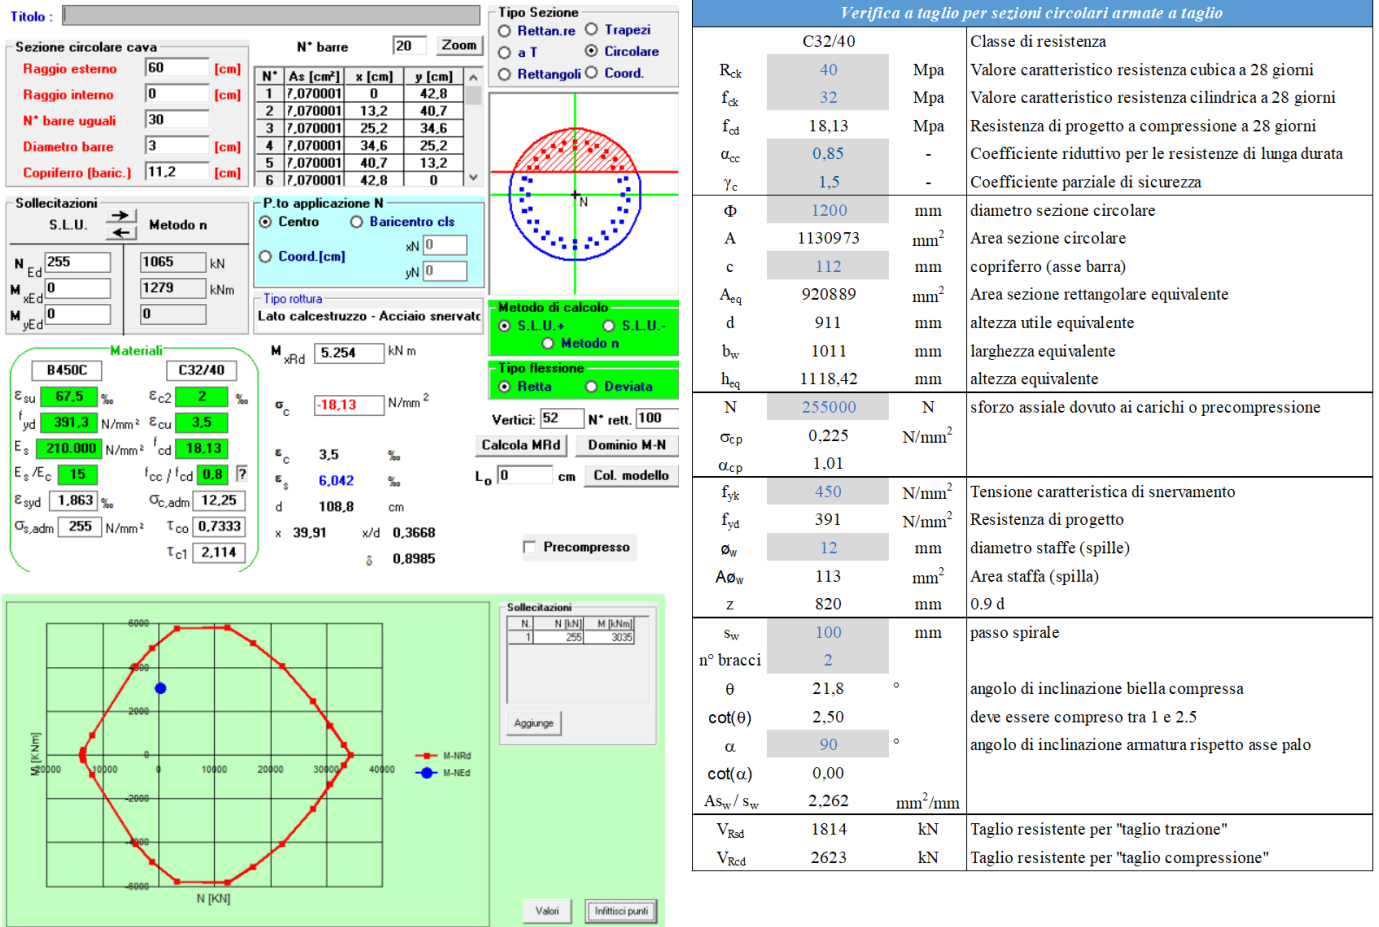 Titolo :
Sezione circolare cava
Raggio esterno 60 [cm]
Raggio interno 0 [cm]
N° barre uguali 30
Diametro barre 3 [cm]
Copriferro (baric.) 11,2 [cm]
N° barre 20 Zoom
N° As [cm²] x [cm] y [cm]
1 7,070001 0 42,8
2 7,070001 13,2 40,7
3 7,070001 25,2 34,6
4 7,070001 34,6 25,2
5 7,070001 40,7 13,2
6 7,070001 42,8 0
Tipo Sezione
Rettan.re Trapezi
a T Circolare
Rettangoli Coord.
N
Sollecitazioni
S.L.U. Metodo n
N Ed 255 1065 kN
M xEd 0 1279 kNm
M yEd 0 0
P.to applicazione N
Centro Baricentro cls
Coord.[cm] xN 0
yN 0
Tipo rottura
Lato calcestruzzo - Acciaio snervato
Metodo di calcolo
S.L.U.+ S.L.U.-
Metodo n
Tipo flessione
Retta Deviata
Vertici: 52 N° rett. 100
Calcola MRd Dominio M-N
L₀ 0 cm Col. modello
Precompresso
Materiali
B450C C32/40
εsu 67,5 ‰ εc2 2 ‰
fyd 391,3 N/mm² εcu 3,5
Es 210.000 N/mm² fcd 18,13
Es/Ec 15 fcc / fcd 0,8 ?
εsyd 1,863 ‰ σc,adm 12,25
σs,adm 255 N/mm² τco 0,7333
τc1 2,114
M xRd 5.254 kN m
σc -18,13 N/mm²
εc 3,5 ‰
εs 6,042 ‰
d 108,8 cm
x 39,91 x/d 0,3668
δ 0,8985
6000
4000
2000
0
-2000
-4000
-6000
M [KNm]
-20000 -10000 0 10000 20000 30000 40000
N [KN]
M-NRd
M-NEd
Sollecitazioni
N. N [kN] M [kNm]
1 255 3035
Aggiunge
Valori Infittisci punti
Verifica a taglio per sezioni circolari armate a taglio
C32/40 Classe di resistenza
Rck 40 Mpa Valore caratteristico resistenza cubica a 28 giorni
fck 32 Mpa Valore caratteristico resistenza cilindrica a 28 giorni
fcd 18,13 Mpa Resistenza di progetto a compressione a 28 giorni
αcc 0,85 - Coefficiente riduttivo per le resistenze di lunga durata
γc 1,5 - Coefficiente parziale di sicurezza
Φ 1200 mm diametro sezione circolare
A 1130973 mm² Area sezione circolare
c 112 mm copriferro (asse barra)
Aeq 920889 mm² Area sezione rettangolare equivalente
d 911 mm altezza utile equivalente
bw 1011 mm larghezza equivalente
heq 1118,42 mm altezza equivalente
N 255000 N sforzo assiale dovuto ai carichi o precompressione
σcp 0,225 N/mm²
αcp 1,01
fyk 450 N/mm² Tensione caratteristica di snervamento
fyd 391 N/mm² Resistenza di progetto
øw 12 mm diametro staffe (spille)
Aøw 113 mm² Area staffa (spilla)
z 820 mm 0.9 d
sw 100 mm passo spirale
n° bracci 2
θ 21,8 ° angolo di inclinazione biella compressa
cot(θ) 2,50 deve essere compreso tra 1 e 2.5
α 90 ° angolo di inclinazione armatura rispetto asse palo
cot(α) 0,00
Asw / sw 2,262 mm²/mm
VRsd 1814 kN Taglio resistente per "taglio trazione"
VRcd 2623 kN Taglio resistente per "taglio compressione"